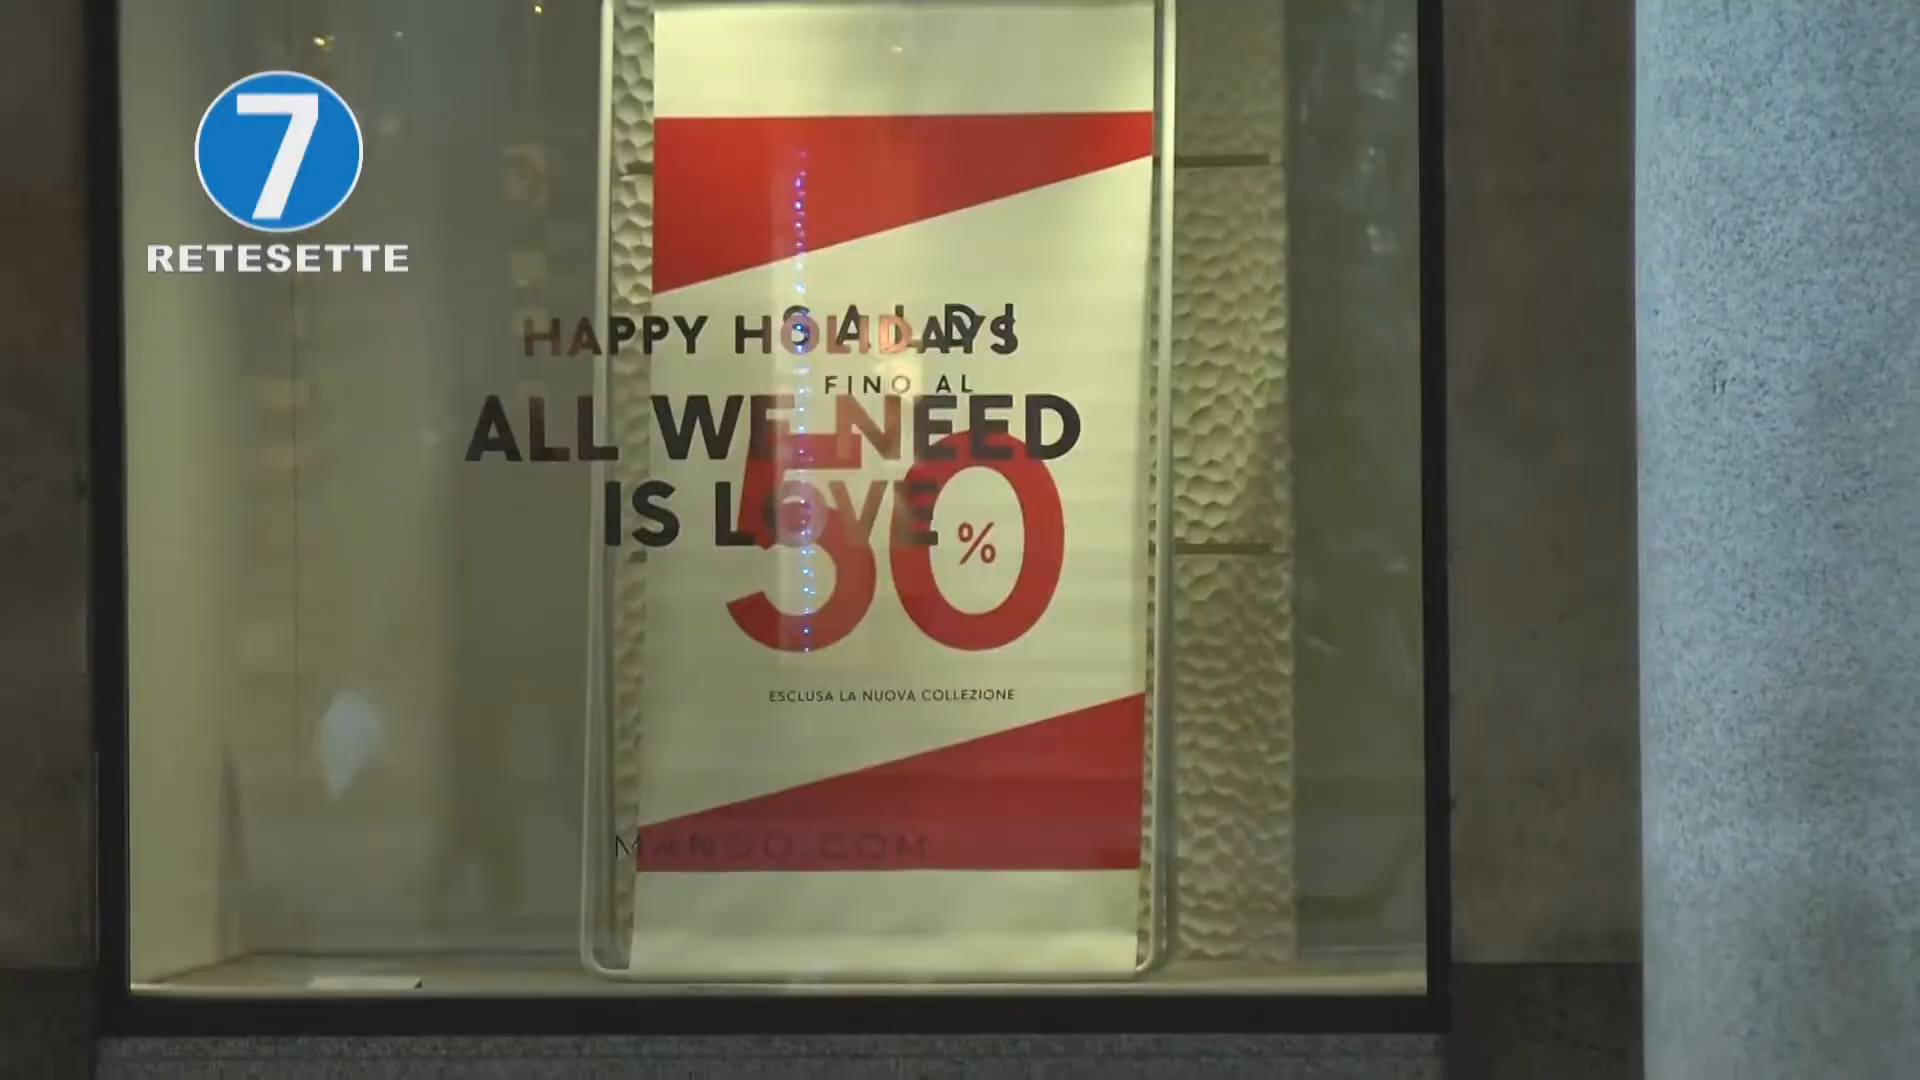 7
RETESETTE
HAPPY HOLIDAYS
SALDI
FINO AL
ALL WE NEED
IS LOVE
50%
ESCLUSA LA NUOVA COLLEZIONE
MANGO.COM